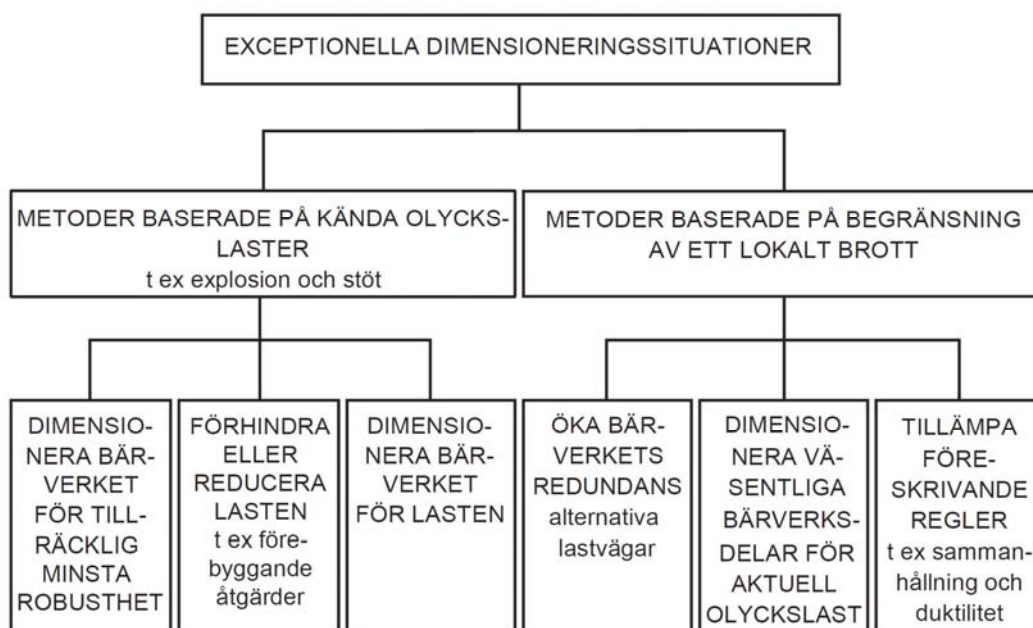 EXCEPTIONELLA DIMENSIONERINGSSITUATIONER
METODER BASERADE PÅ KÄNDA OLYCKS-
LASTER
t ex explosion och stöt
METODER BASERADE PÅ BEGRÄNSNING
AV ETT LOKALT BROTT
DIMENSIO-
NERA BÄR-
VERKET
FÖR TILL-
RÄCKLIG
MINSTA
ROBUSTHET
FÖRHINDRA
ELLER
REDUCERA
LASTEN
t ex före-
byggande
åtgärder
DIMENSIO-
NERA BÄR-
VERKET
FÖR LASTEN
ÖKA BÄR-
VERKETS
REDUNDANS
alternativa
lastvägar
DIMENSIO-
NERA VÄ-
SENTLIGA
BÄRVERKS-
DELAR FÖR
AKTUELL
OLYCKSLAST
TILLÄMPA
FÖRE-
SKRIVANDE
REGLER
t ex samman-
hållning och
duktilitet